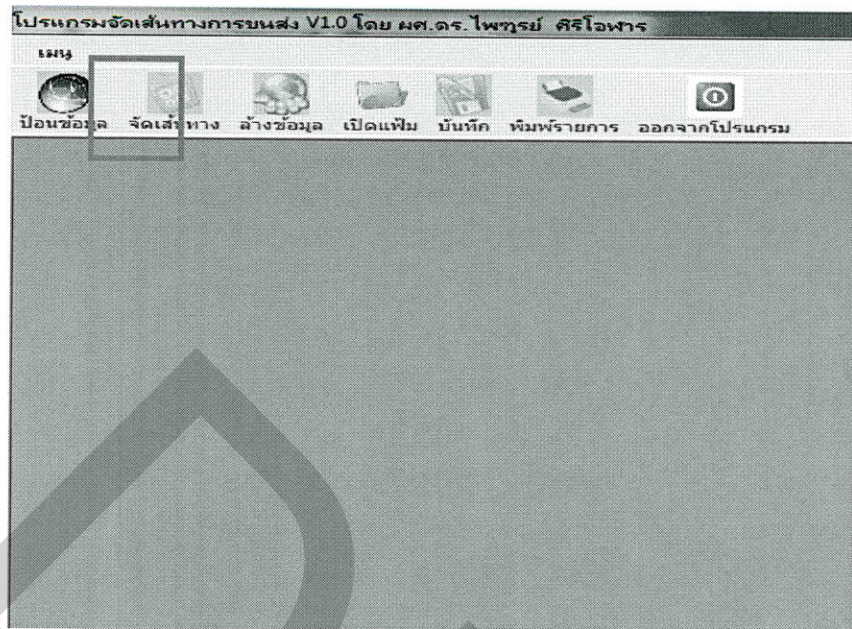 โปรแกรมจัดเส้นทางการขนส่ง V1.0 โดย ผศ.ดร.ไพฑูรย์ ศิริโอฬาร
เมนู
ป้อนข้อมูล จัดเส้นทาง ล้างข้อมูล เปิดแฟ้ม บันทึก พิมพ์รายการ ออกจากโปรแกรม